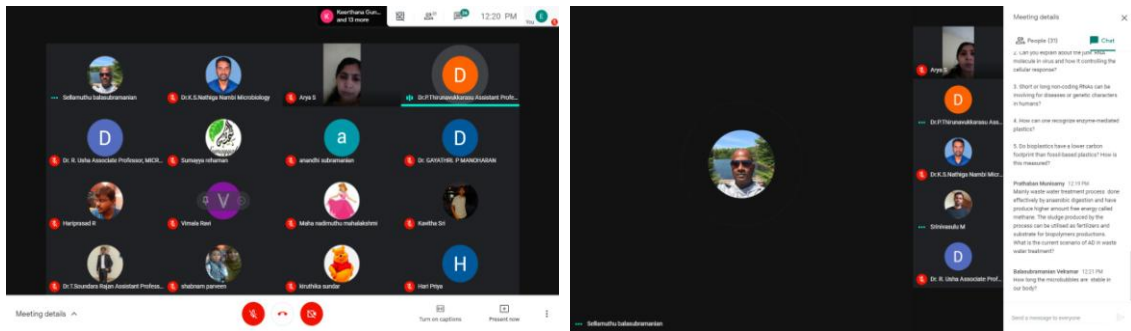 Keerthana Gun...
and 13 more
12:20 PM
You
E
Sellamuthu balasubramanian
Dr.K.S.Nathiga Nambi Microbiology
Arya S
D
Dr.P.Thirunavukkarasu Assistant Profe...
D
Dr. R. Usha Associate Professor, MICR...
Sumayya rehaman
a
anandhi subramanian
D
Dr. GAYATHRI. P MANOHARAN
Hariprasad R
V
Vimala Ravi
Maha nadimuthu mahalakshmi
Kavitha Sri
Dr.T.Soundara Rajan Assistant Profess...
shabnam parveen
kiruthika sundar
H
Hari Priya
Meeting details
Turn on captions
Present now
Sellamuthu balasubramanian
Arya S
D
Dr.P.Thirunavukkarasu Ass...
Dr.K.S.Nathiga Nambi Micr...
Srinivasulu M
D
Dr. R. Usha Associate Prof...
Meeting details
People (31)
Chat
2. Can you explain about the
molecule in virus and how it controlling the
cellular response?
3. Short or long non-coding RNAs can be
involving for diseases or genetic characters
in humans?
4. How can one recognize enzyme-mediated
plastics?
5. Do bioplastics have a lower carbon
footprint than fossil-based plastics? How is
this measured?
Prathaban Munisamy 12:19 PM
Mainly waste water treatment process done
effectively by anaerobic digestion and have
produce higher amount free energy called
methane. The sludge produced by the
process can be utilised as fertilizers and
substrate for biopolymers productions.
What is the current scenario of AD in waste
water treatment?
Balasubramanian Velramar 12:21 PM
How long the microbubbles are stable in
our body?
Send a message to everyone